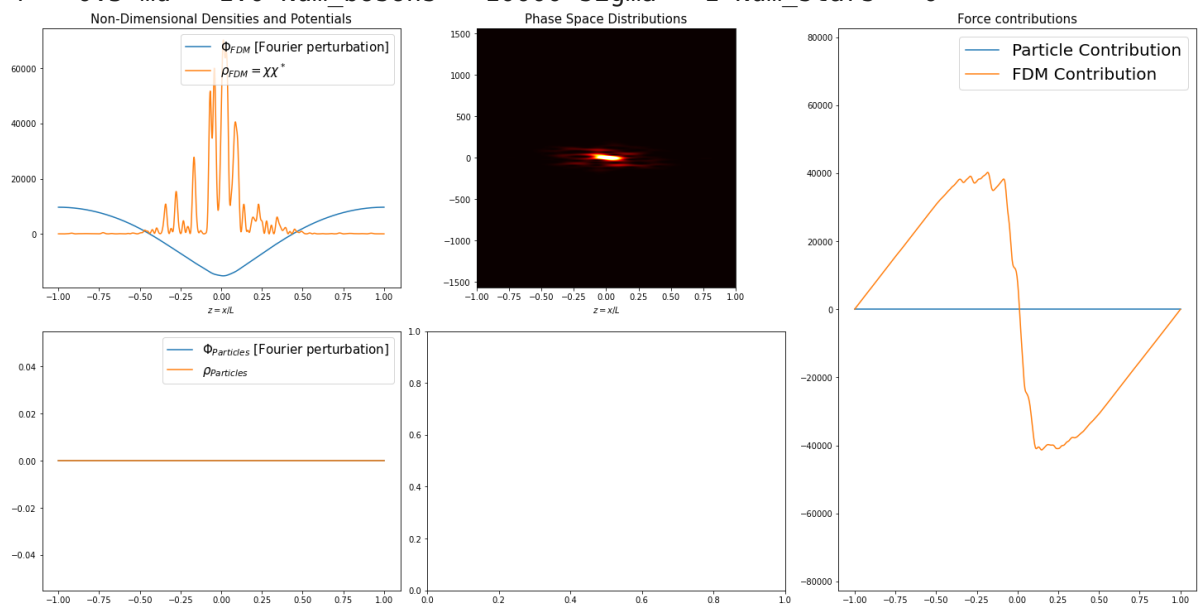 Non-Dimensional Densities and Potentials
Φ_FDM [Fourier perturbation]
ρ_FDM = χχ*
60000
40000
20000
0
−1.00 −0.75 −0.50 −0.25 0.00 0.25 0.50 0.75 1.00
z = x/L
Phase Space Distributions
1500
1000
500
0
−500
−1000
−1500
−1.00 −0.75 −0.50 −0.25 0.00 0.25 0.50 0.75 1.00
z = x/L
Force contributions
Particle Contribution
FDM Contribution
80000
60000
40000
20000
0
−20000
−40000
−60000
−80000
−1.00 −0.75 −0.50 −0.25 0.00 0.25 0.50 0.75 1.00
Φ_Particles [Fourier perturbation]
ρ_Particles
0.04
0.02
0.00
−0.02
−0.04
−1.00 −0.75 −0.50 −0.25 0.00 0.25 0.50 0.75 1.00
1.0
0.8
0.6
0.4
0.2
0.0
0.0 0.2 0.4 0.6 0.8 1.0